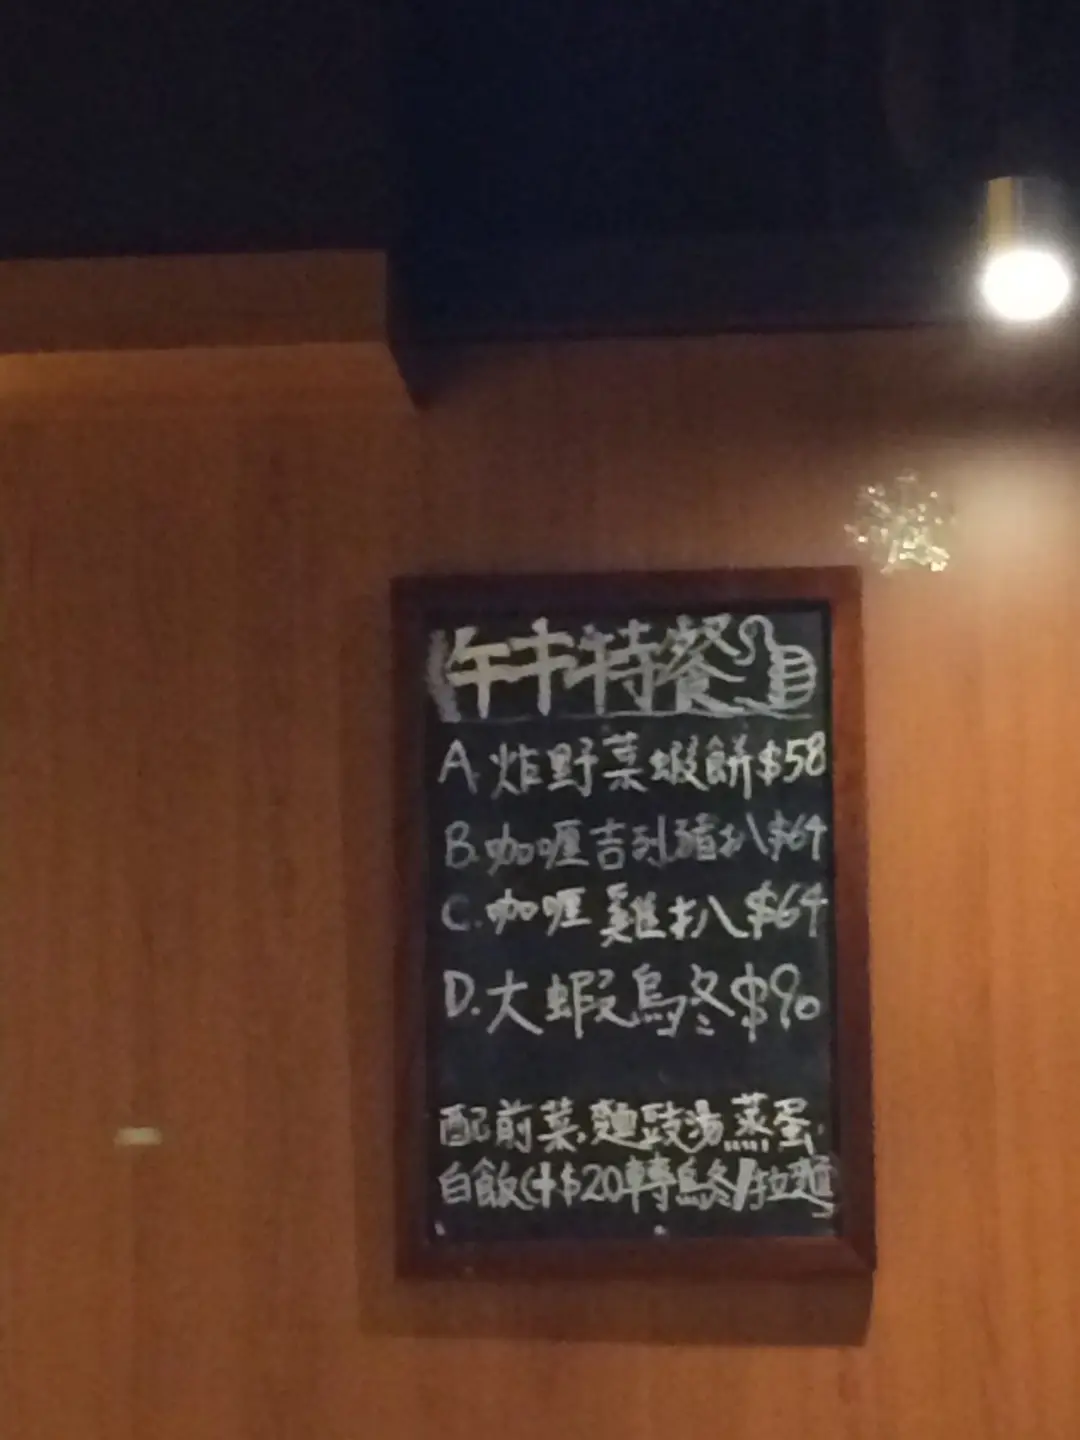 午市特餐
A.炸野菜蝦餅$58
B.咖喱吉列豬扒$64
C.咖喱雞扒$64
D.大蝦烏冬$90
配前菜,麵豉湯,蒸蛋,
白飯(+$20轉烏冬/拉麵)